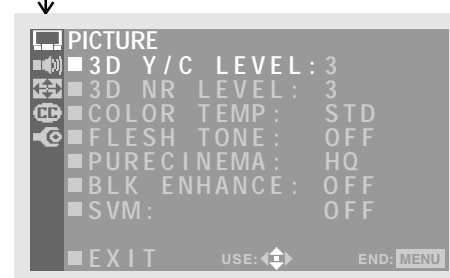 PICTURE
3D Y/C LEVEL: 3
3D NR LEVEL: 3
COLOR TEMP: STD
FLESH TONE: OFF
PURECINEMA: HQ
BLK ENHANCE: OFF
SVM: OFF
CC
EXIT USE: END: MENU